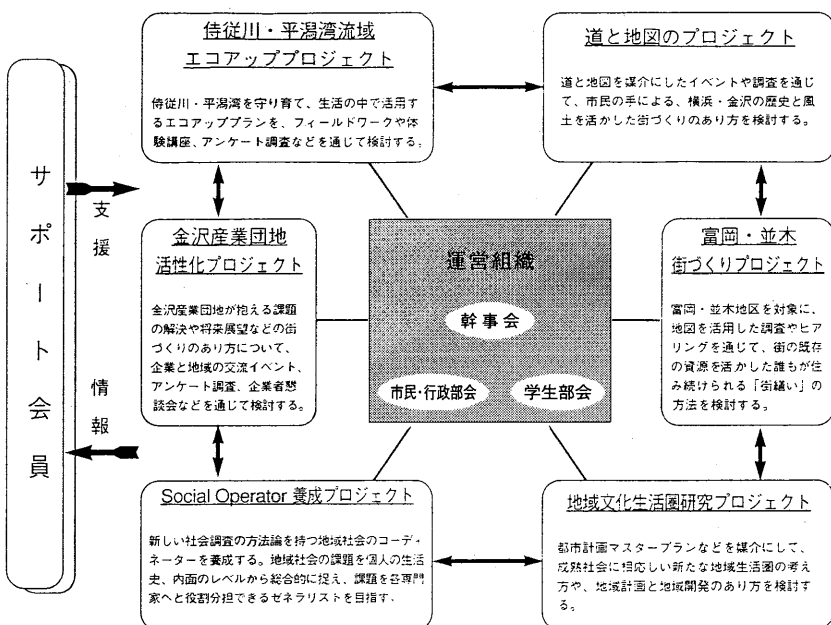 侍従川・平潟湾流域
エコアッププロジェクト
侍従川・平潟湾を守り育て、生活の中で活用す
るエコアッププランを、フィールドワークや体
験講座、アンケート調査などを通じて検討する。
道と地図のプロジェクト
道と地図を媒介にしたイベントや調査を通じ
て、市民の手による、横浜・金沢の歴史と風
土を活かした街づくりのあり方を検討する。
サポート会員
支援
情報
金沢産業団地
活性化プロジェクト
金沢産業団地が抱える課題
の解決や将来展望などの街
づくりのあり方について、
企業と地域の交流イベント、
アンケート調査、企業者懇
談会などを通じて検討する。
運営組織
幹事会
市民・行政部会
学生部会
富岡・並木
街づくりプロジェクト
富岡・並木地区を対象に、
地図を活用した調査やヒア
リングを通じて、街の既存
の資源を活かした誰もが住
み続けられる「街繕い」の
方法を検討する。
Social Operator 養成プロジェクト
新しい社会調査の方法論を持つ地域社会のコーディ
ネーターを養成する。地域社会の課題を個人の生活
史、内面のレベルから総合的に捉え、課題を各専門
家へと役割分担できるゼネラリストを目指す。
地域文化生活圏研究プロジェクト
都市計画マスタープランなどを媒介にして、
成熟社会に相応しい新たな地域生活圏の考え
方や、地域計画と地域開発のあり方を検討す
る。